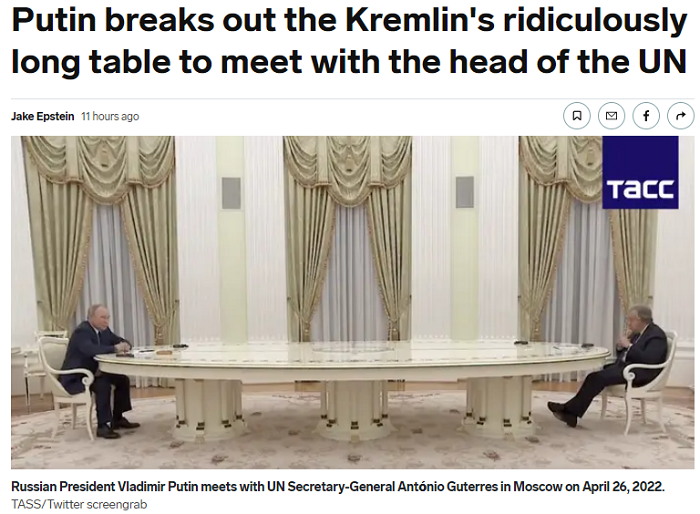 Putin breaks out the Kremlin's ridiculously
long table to meet with the head of the UN
Jake Epstein 11 hours ago
тасс
Russian President Vladimir Putin meets with UN Secretary-General António Guterres in Moscow on April 26, 2022.
TASS/Twitter screengrab